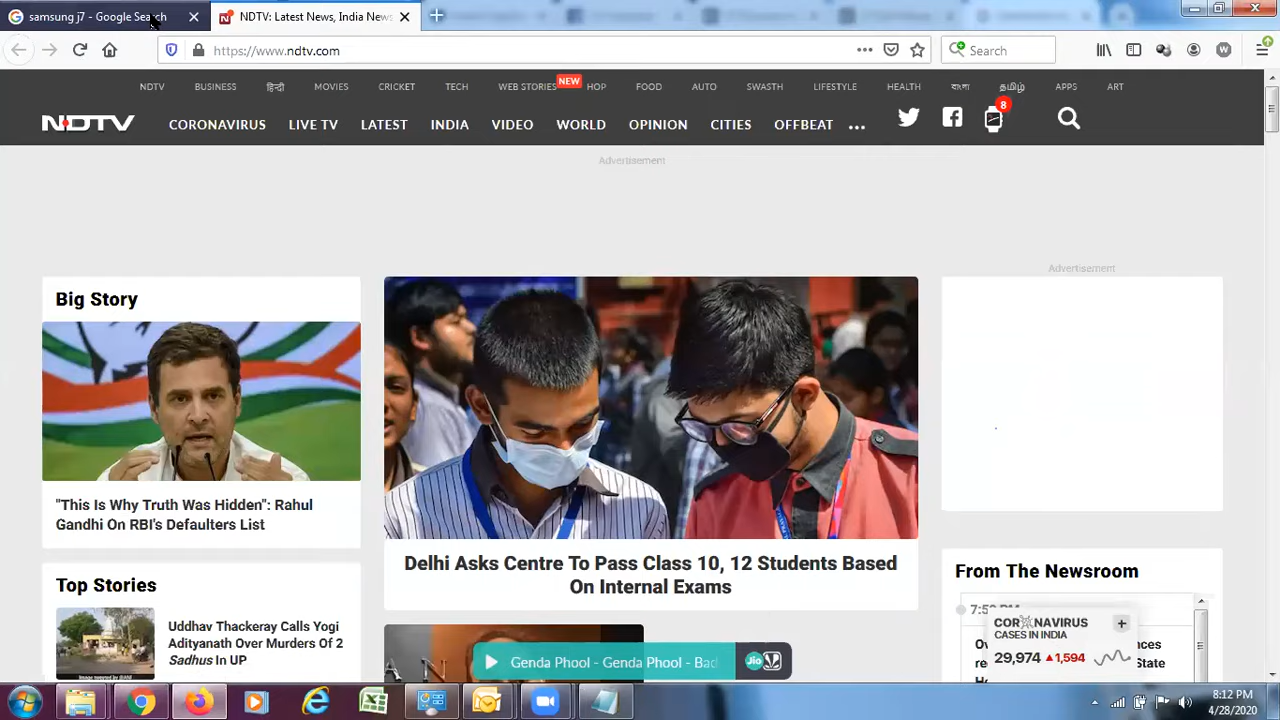 samsung j7 - Google Search
NDTV: Latest News, India News
https://www.ndtv.com
Search
NDTV BUSINESS हिन्दी MOVIES CRICKET TECH WEB STORIES NEW HOP FOOD AUTO SWASTH LIFESTYLE HEALTH বাংলা தமிழ் APPS ART
NDTV CORONAVIRUS LIVE TV LATEST INDIA VIDEO WORLD OPINION CITIES OFFBEAT ... 8
Advertisement
Advertisement
Big Story
"This Is Why Truth Was Hidden": Rahul
Gandhi On RBI's Defaulters List
Top Stories
Uddhav Thackeray Calls Yogi
Adityanath Over Murders Of 2
Sadhus In UP
Delhi Asks Centre To Pass Class 10, 12 Students Based
On Internal Exams
Genda Phool - Genda Phool - Bad
Jio
From The Newsroom
CORONAVIRUS
CASES IN INDIA
29,974 ▲1,594
State
8:12 PM
4/28/2020